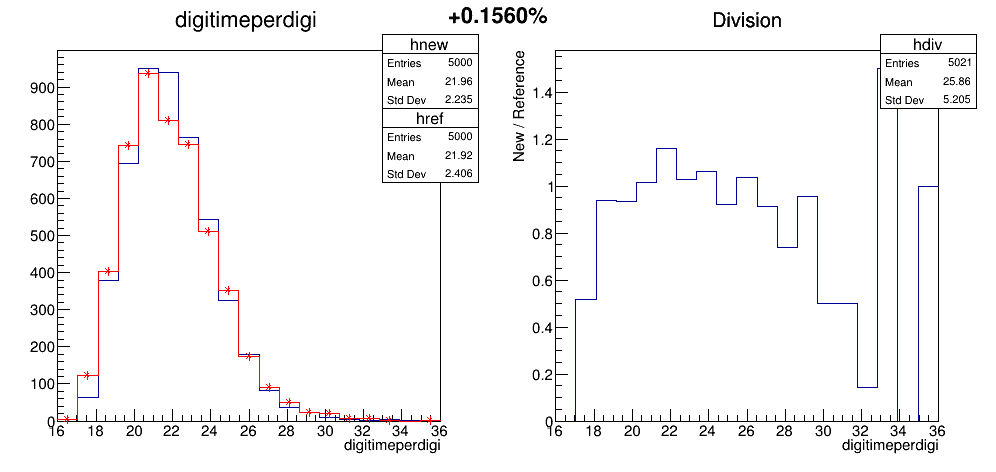 digitimeperdigi
+0.1560%
Division
hnew
Entries 5000
Mean 21.96
Std Dev 2.235
href
Entries 5000
Mean 21.92
Std Dev 2.406
900
800
700
600
500
400
300
200
100
0
16 18 20 22 24 26 28 30 32 34 36
digitimeperdigi
hdiv
Entries 5021
Mean 25.86
Std Dev 5.205
New / Reference
1.4
1.2
1
0.8
0.6
0.4
0.2
0
16 18 20 22 24 26 28 30 32 34 36
digitimeperdigi